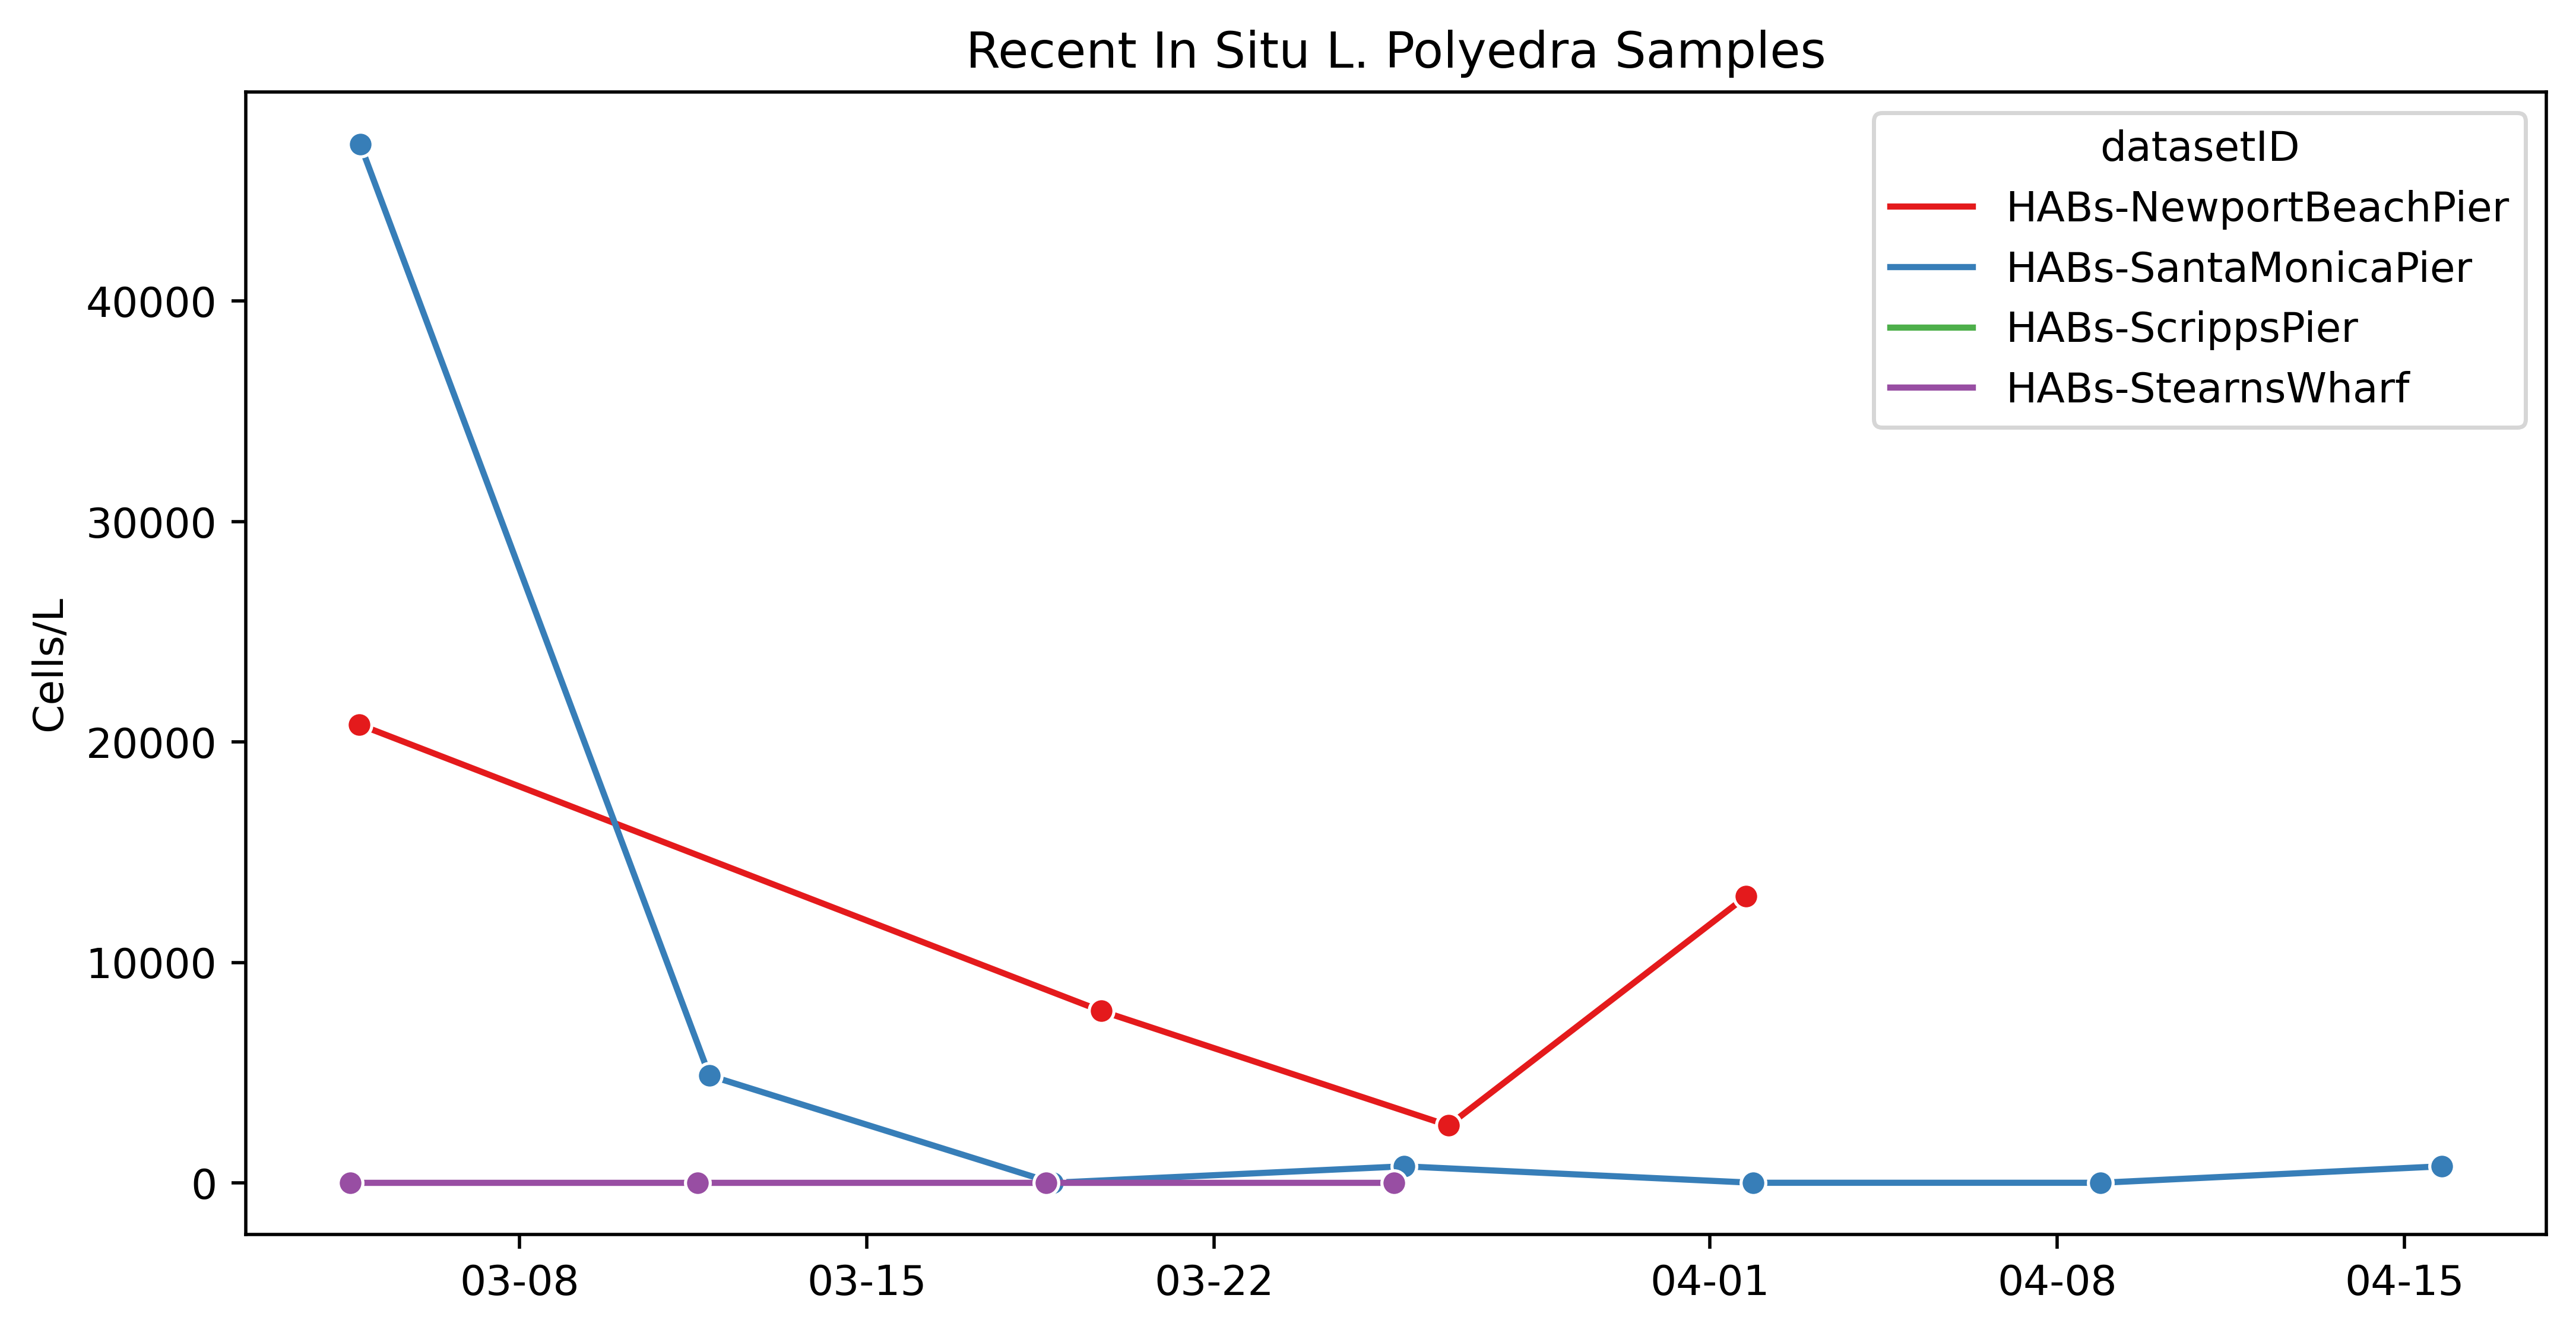 Recent In Situ L. Polyedra Samples
datasetID
HABs-NewportBeachPier
HABs-SantaMonicaPier
HABs-ScrippsPier
HABs-StearnsWharf
Cells/L
40000
30000
20000
10000
0
03-08
03-15
03-22
04-01
04-08
04-15